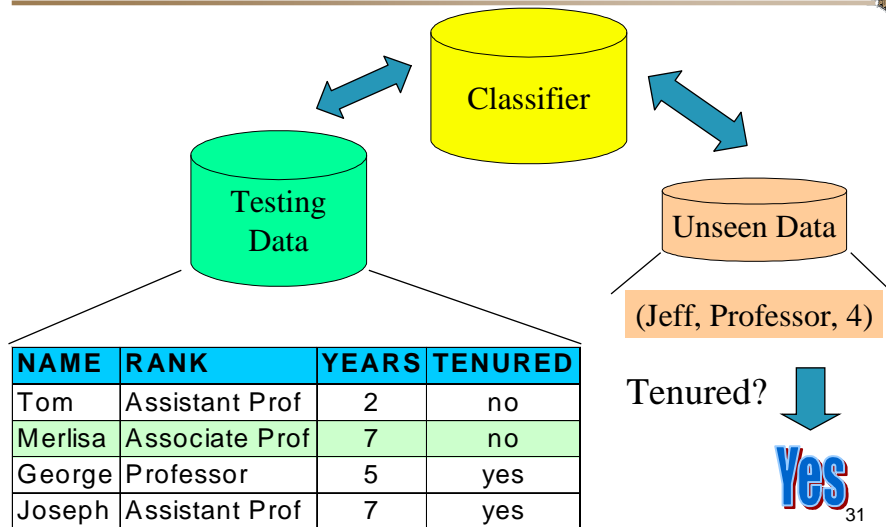 Classifier
Testing
Data
Unseen Data
(Jeff, Professor, 4)
NAME RANK YEARS TENURED
Tom Assistant Prof 2 no
Merlisa Associate Prof 7 no
George Professor 5 yes
Joseph Assistant Prof 7 yes
Tenured?
Yes
31